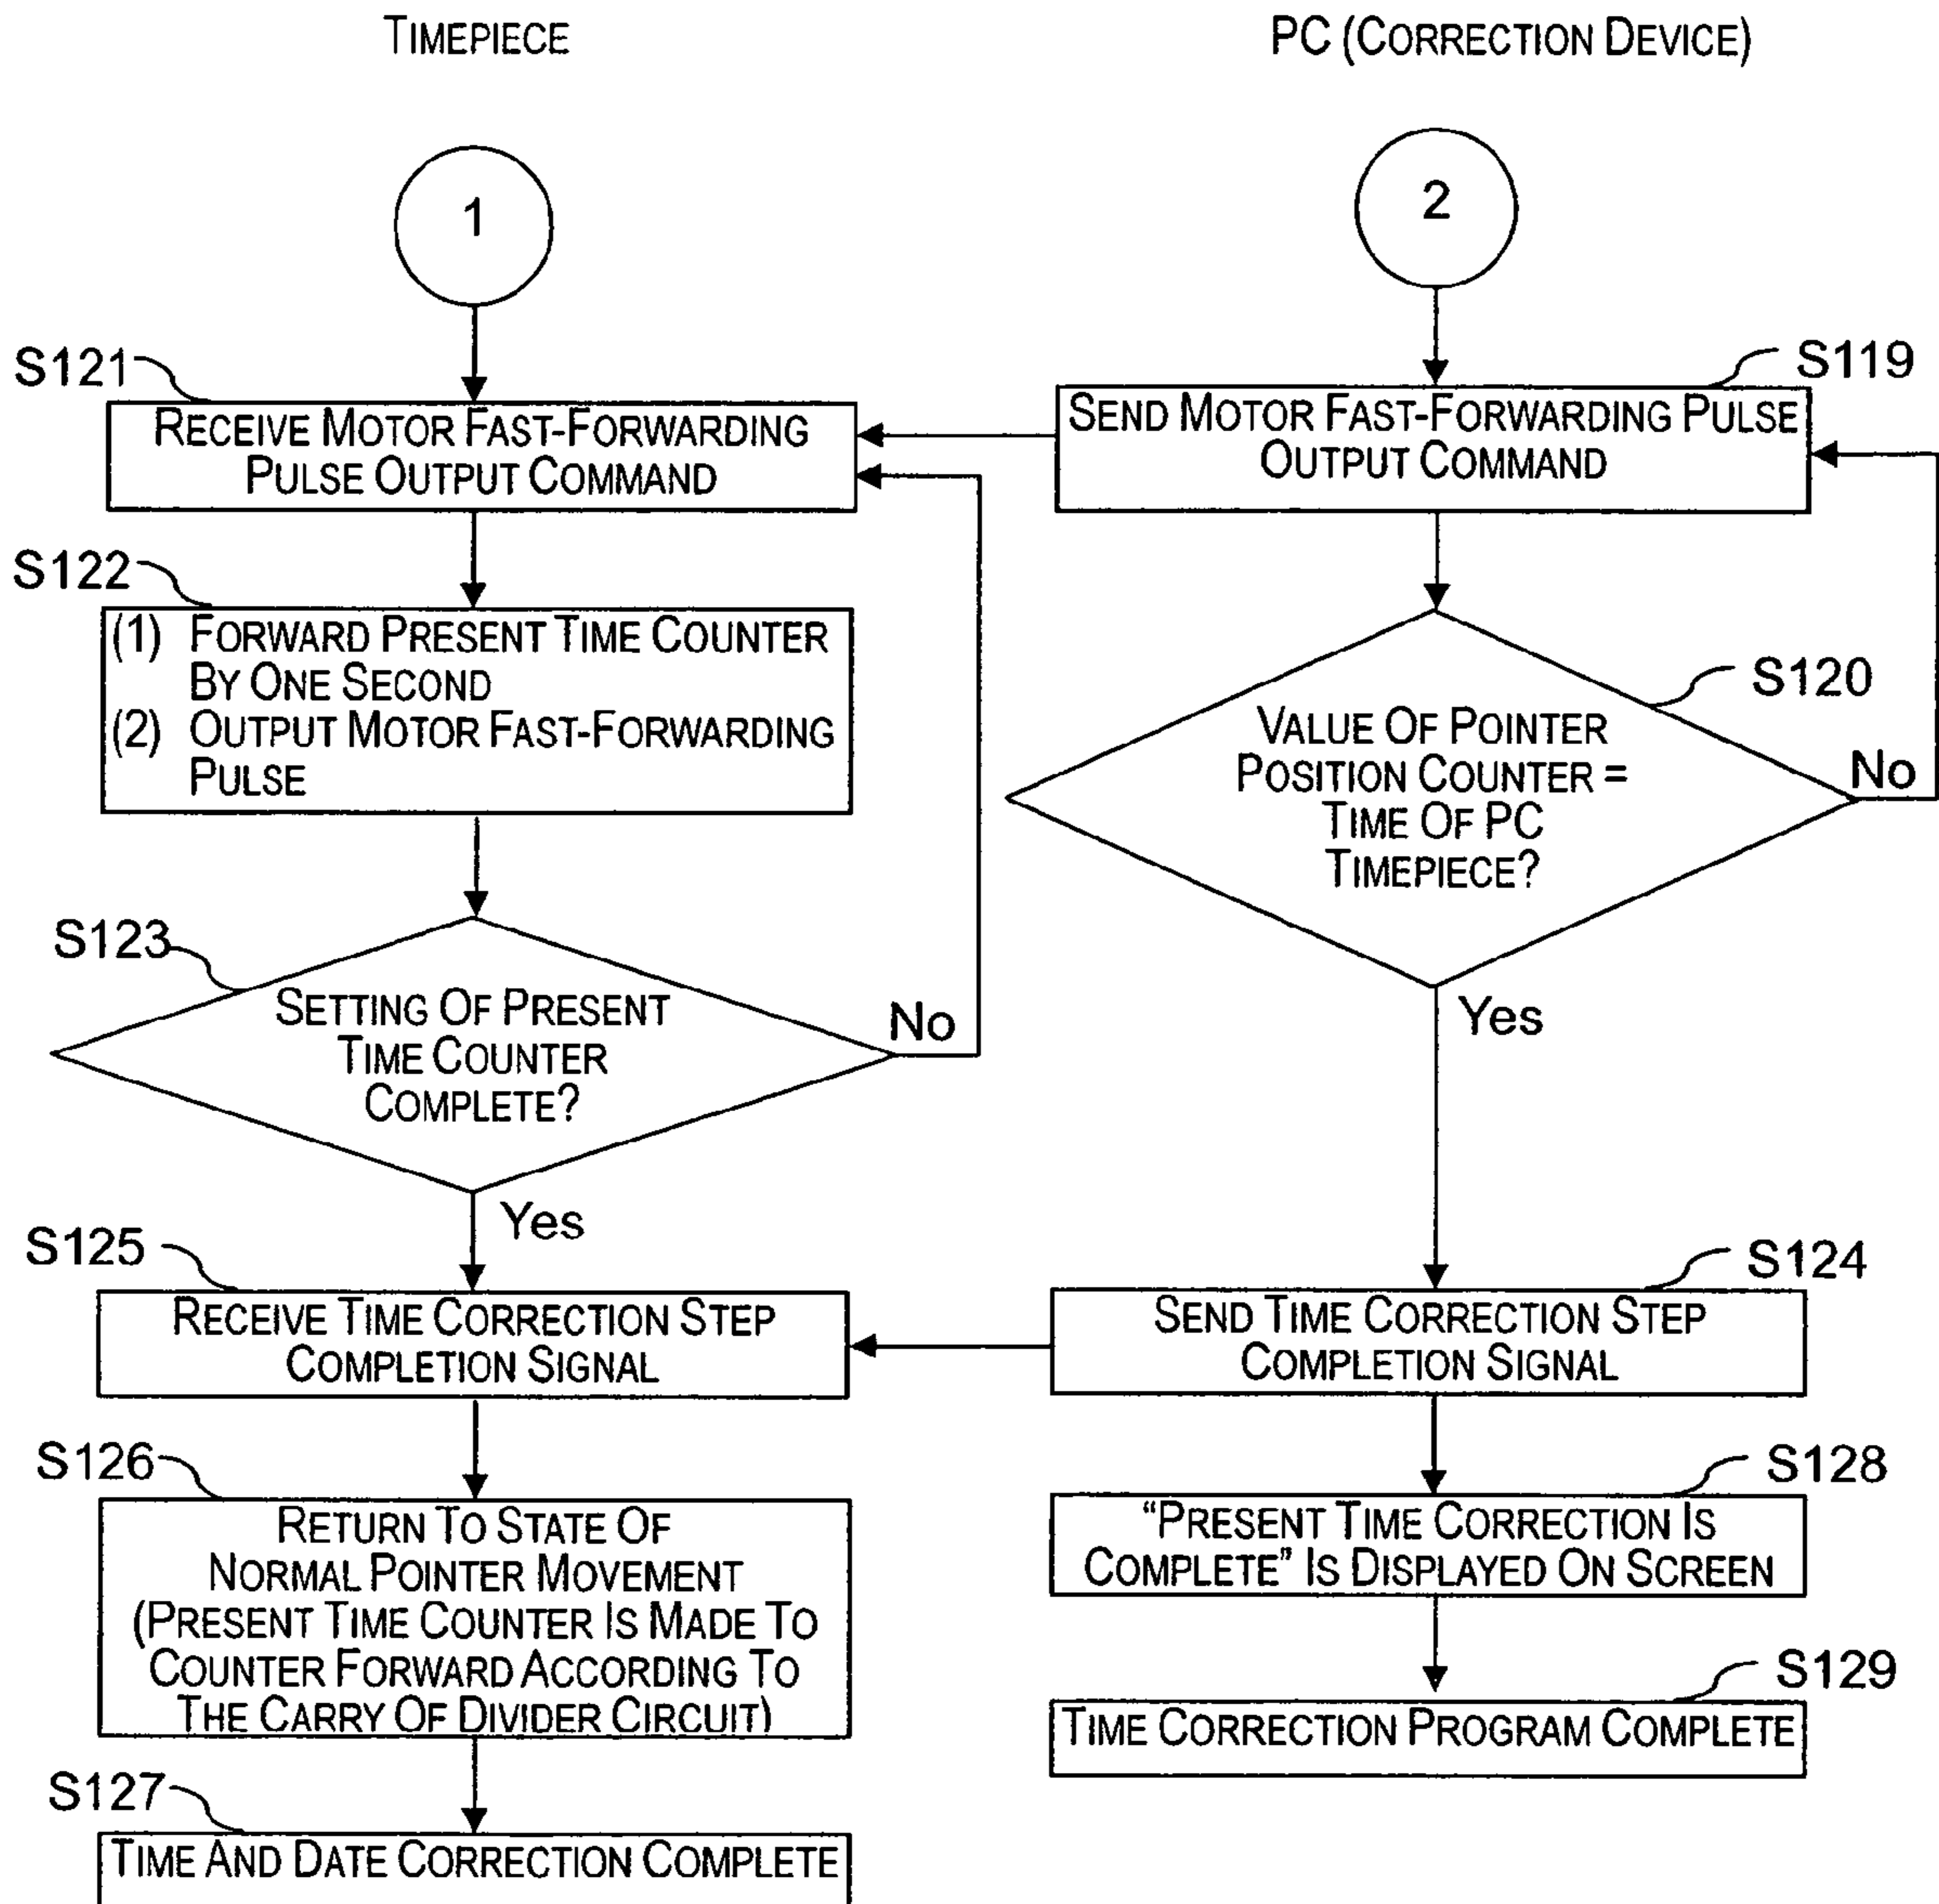 TIMEPIECE
PC (CORRECTION DEVICE)
1
2
S121
RECEIVE MOTOR FAST-FORWARDING
PULSE OUTPUT COMMAND
S119
SEND MOTOR FAST-FORWARDING PULSE
OUTPUT COMMAND
S122
(1) FORWARD PRESENT TIME COUNTER
BY ONE SECOND
(2) OUTPUT MOTOR FAST-FORWARDING
PULSE
S120
VALUE OF POINTER
POSITION COUNTER =
TIME OF PC
TIMEPIECE?
No
Yes
S123
SETTING OF PRESENT
TIME COUNTER
COMPLETE?
No
Yes
S125
RECEIVE TIME CORRECTION STEP
COMPLETION SIGNAL
S124
SEND TIME CORRECTION STEP
COMPLETION SIGNAL
S126
RETURN TO STATE OF
NORMAL POINTER MOVEMENT
(PRESENT TIME COUNTER IS MADE TO
COUNTER FORWARD ACCORDING TO
THE CARRY OF DIVIDER CIRCUIT)
S128
“PRESENT TIME CORRECTION IS
COMPLETE” IS DISPLAYED ON SCREEN
S129
TIME CORRECTION PROGRAM COMPLETE
S127
TIME AND DATE CORRECTION COMPLETE